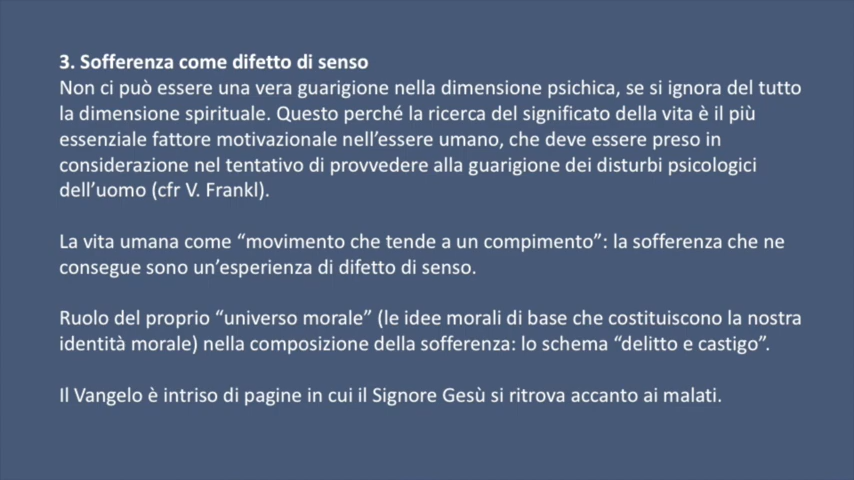 3. Sofferenza come difetto di senso
Non ci può essere una vera guarigione nella dimensione psichica, se si ignora del tutto
la dimensione spirituale. Questo perché la ricerca del significato della vita è il più
essenziale fattore motivazionale nell’essere umano, che deve essere preso in
considerazione nel tentativo di provvedere alla guarigione dei disturbi psicologici
dell’uomo (cfr V. Frankl).
La vita umana come “movimento che tende a un compimento”: la sofferenza che ne
consegue sono un’esperienza di difetto di senso.
Ruolo del proprio “universo morale” (le idee morali di base che costituiscono la nostra
identità morale) nella composizione della sofferenza: lo schema “delitto e castigo”.
Il Vangelo è intriso di pagine in cui il Signore Gesù si ritrova accanto ai malati.